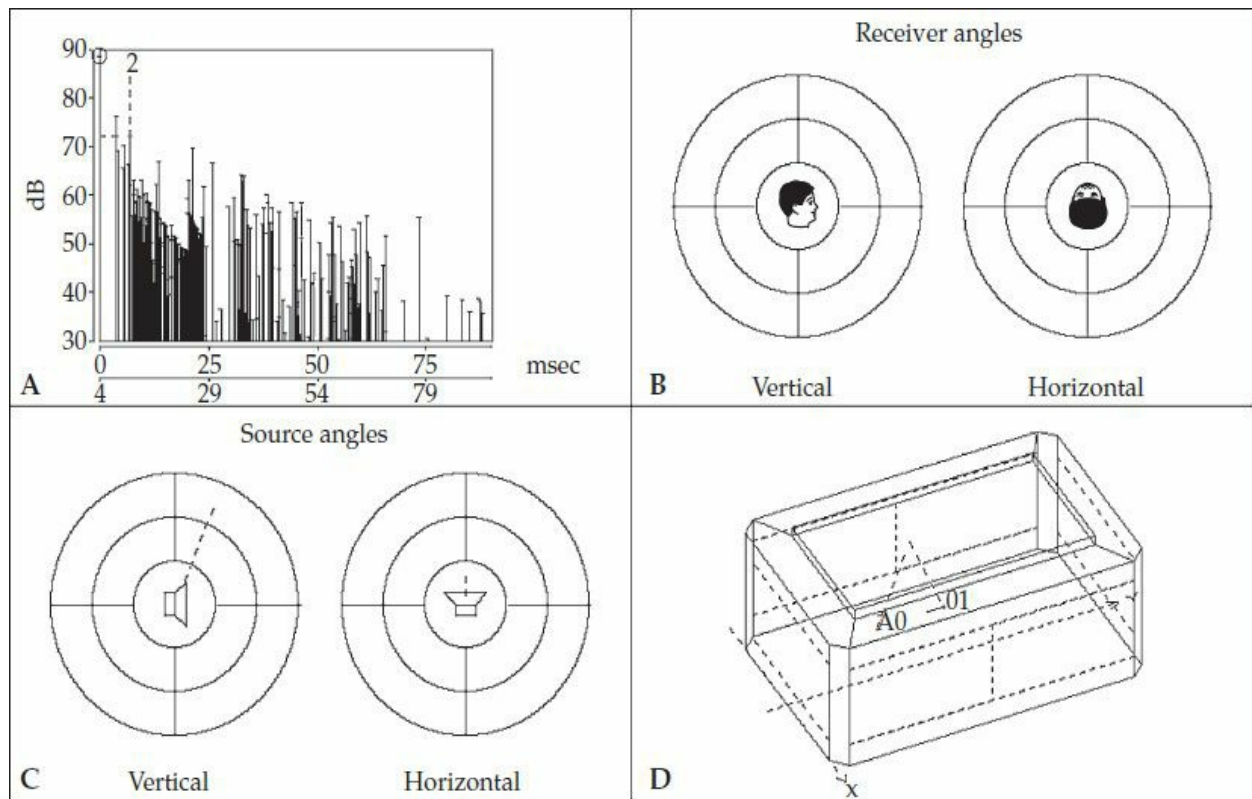 90
2
80
70
60
50
40
30
dB
0 25 50 75 msec
4 29 54 79
A
Receiver angles
Vertical Horizontal
B
Source angles
Vertical Horizontal
C
A0
01
x
D